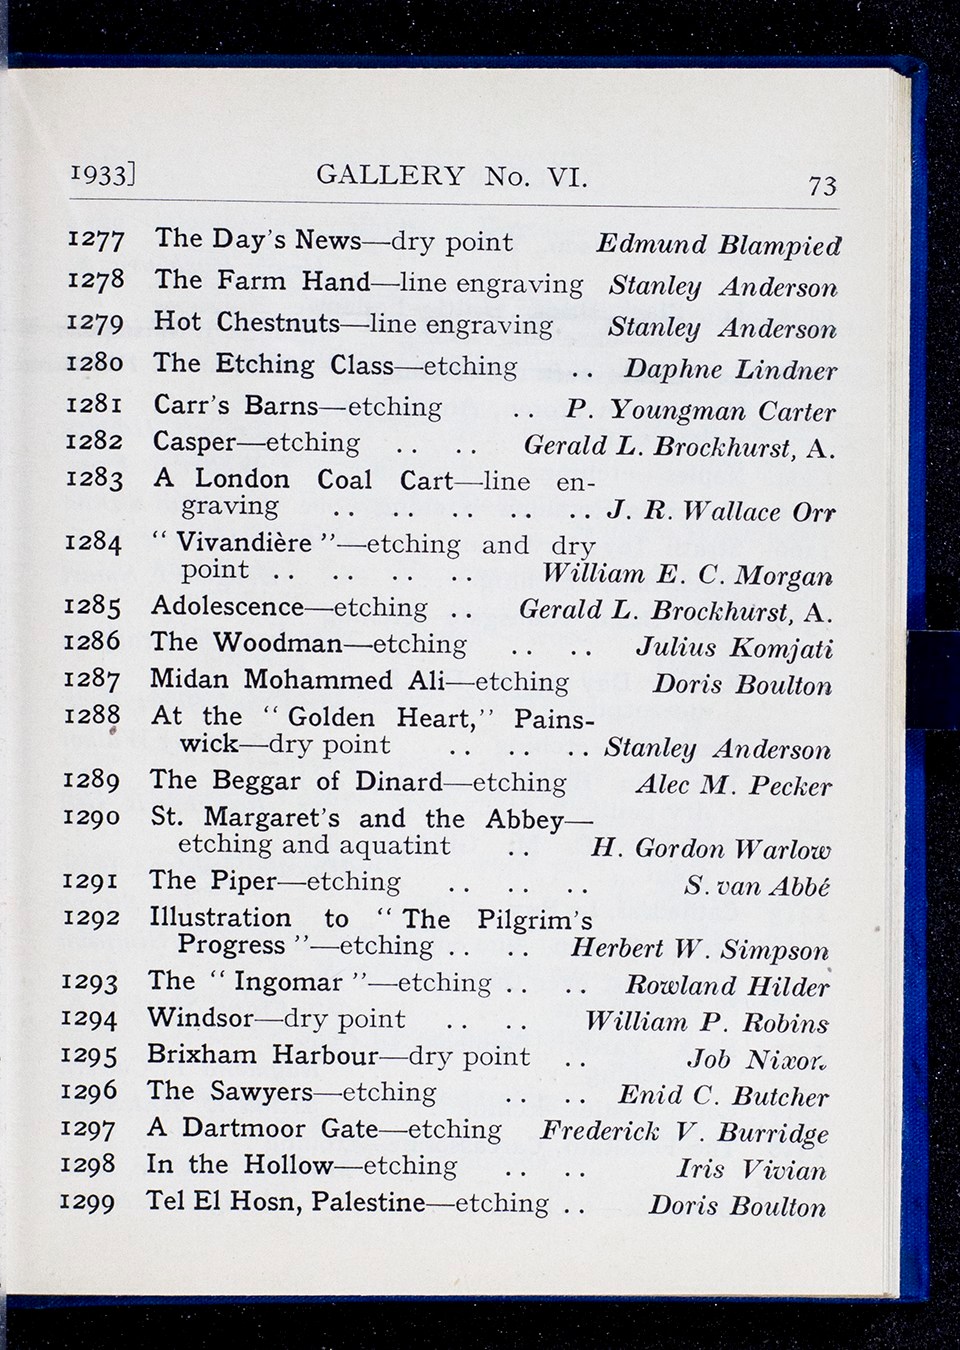 1933] GALLERY No. VI. 73
1277 The Day's News—dry point Edmund Blampied
1278 The Farm Hand—line engraving Stanley Anderson
1279 Hot Chestnuts—line engraving Stanley Anderson
1280 The Etching Class—etching .. Daphne Lindner
1281 Carr's Barns—etching .. P. Youngman Carter
1282 Casper—etching .. .. Gerald L. Brockhurst, A.
1283 A London Coal Cart—line en-
graving .. .. .. .. .. J. R. Wallace Orr
1284 "Vivandière"—etching and dry
point .. .. .. .. William E. C. Morgan
1285 Adolescence—etching .. Gerald L. Brockhurst, A.
1286 The Woodman—etching .. .. Julius Komjati
1287 Midan Mohammed Ali—etching Doris Boulton
1288 At the "Golden Heart," Pains-
wick—dry point .. .. .. Stanley Anderson
1289 The Beggar of Dinard—etching Alec M. Pecker
1290 St. Margaret's and the Abbey—
etching and aquatint .. H. Gordon Warlow
1291 The Piper—etching .. .. .. S. van Abbé
1292 Illustration to "The Pilgrim's
Progress"—etching .. .. Herbert W. Simpson
1293 The "Ingomar"—etching .. .. Rowland Hilder
1294 Windsor—dry point .. .. William P. Robins
1295 Brixham Harbour—dry point .. Job Nixon
1296 The Sawyers—etching .. .. Enid C. Butcher
1297 A Dartmoor Gate—etching Frederick V. Burridge
1298 In the Hollow—etching .. .. Iris Vivian
1299 Tel El Hosn, Palestine—etching .. Doris Boulton